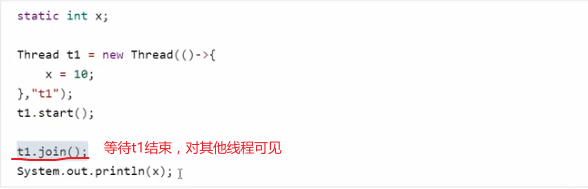 static int x;
Thread t1 = new Thread(()->{
x = 10;
},"t1");
t1.start();
t1.join(); 等待t1结束，对其他线程可见
System.out.println(x);